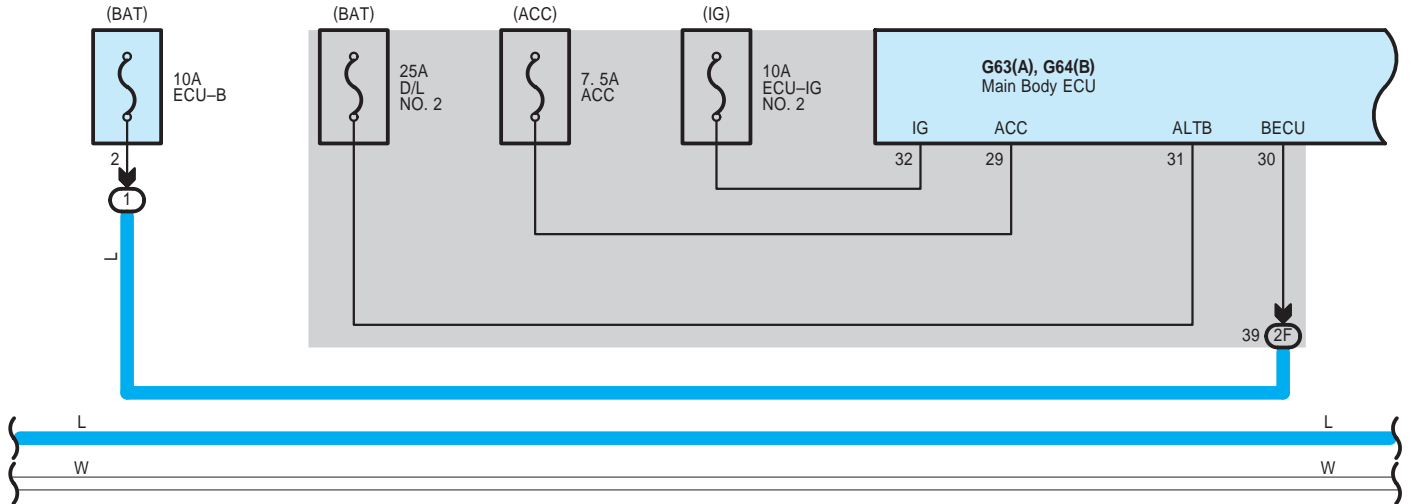 (BAT)
(BAT)
(ACC)
(IG)
10A
ECU–B
25A
D/L
NO. 2
7. 5A
ACC
10A
ECU–IG
NO. 2
G63(A), G64(B)
Main Body ECU
IG
ACC
ALTB
BECU
2
32
29
31
30
1
L
39
2F
L
L
W
W